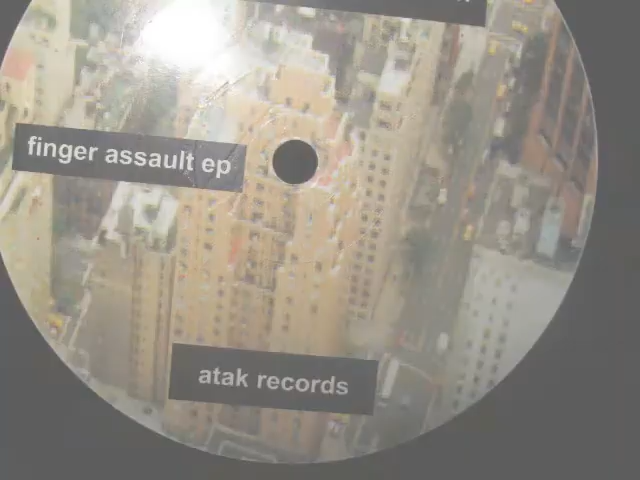 finger assault ep
atak records